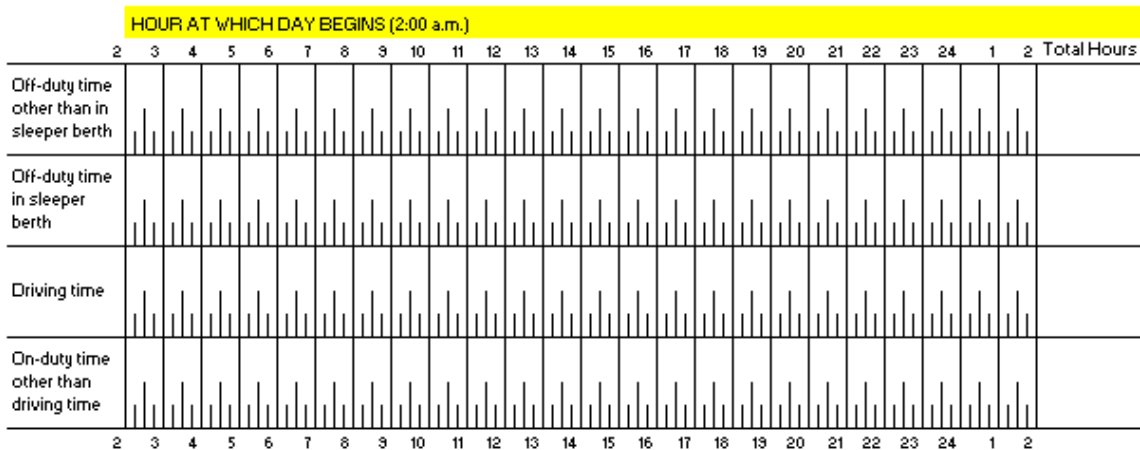 HOUR AT WHICH DAY BEGINS (2:00 a.m.)
2 3 4 5 6 7 8 9 10 11 12 13 14 15 16 17 18 19 20 21 22 23 24 1 2 Total Hours
Off-duty time
other than in
sleeper berth
Off-duty time
in sleeper
berth
Driving time
On-duty time
other than
driving time
2 3 4 5 6 7 8 9 10 11 12 13 14 15 16 17 18 19 20 21 22 23 24 1 2